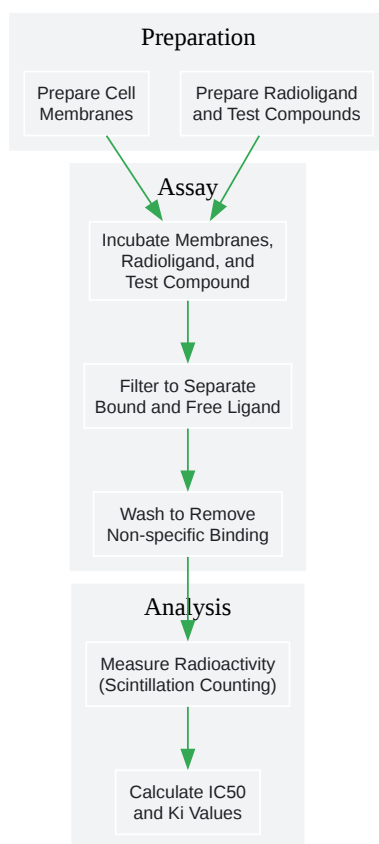 Preparation
Prepare Cell
Membranes
Prepare Radioligand
and Test Compounds
Assay
Incubate Membranes,
Radioligand, and
Test Compound
Filter to Separate
Bound and Free Ligand
Wash to Remove
Non-specific Binding
Analysis
Measure Radioactivity
(Scintillation Counting)
Calculate IC50
and Ki Values